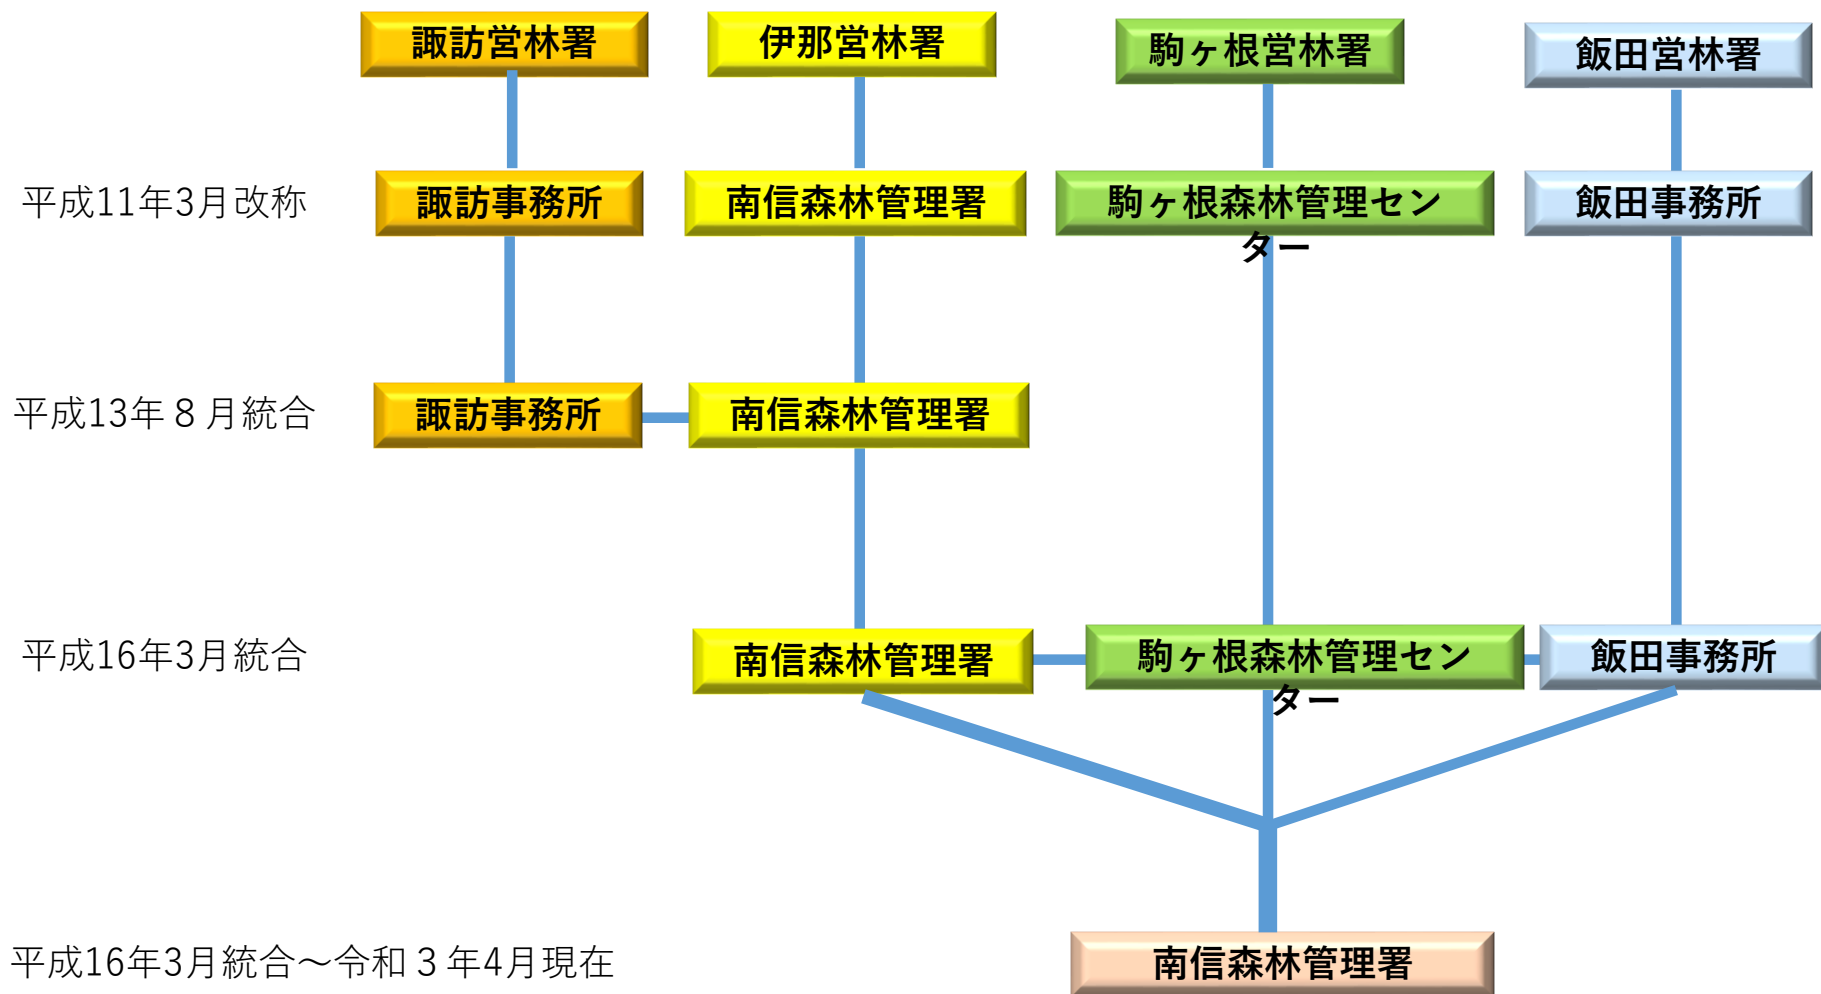 諏訪営林署
伊那営林署
駒ヶ根営林署
飯田営林署
平成11年3月改称
諏訪事務所
南信森林管理署
駒ヶ根森林管理セン
ター
飯田事務所
平成13年８月統合
諏訪事務所
南信森林管理署
平成16年3月統合
南信森林管理署
駒ヶ根森林管理セン
ター
飯田事務所
平成16年3月統合～令和３年4月現在
南信森林管理署